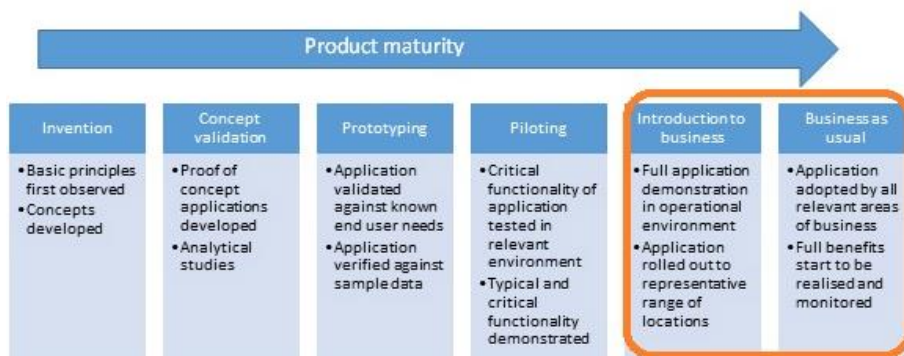 Product maturity
Invention
•Basic principles
first observed
•Concepts
developed
Concept
validation
•Proof of
concept
applications
developed
•Analytical
studies
Prototyping
•Application
validated
against known
end user needs
•Application
verified against
sample data
Piloting
•Critical
functionality of
application
tested in
relevant
environment
•Typical and
critical
functionality
demonstrated
Introduction to
business
•Full application
demonstration
in operational
environment
•Application
rolled out to
representative
range of
locations
Business as
usual
•Application
adopted by all
relevant areas
of business
•Full benefits
start to be
realised and
monitored